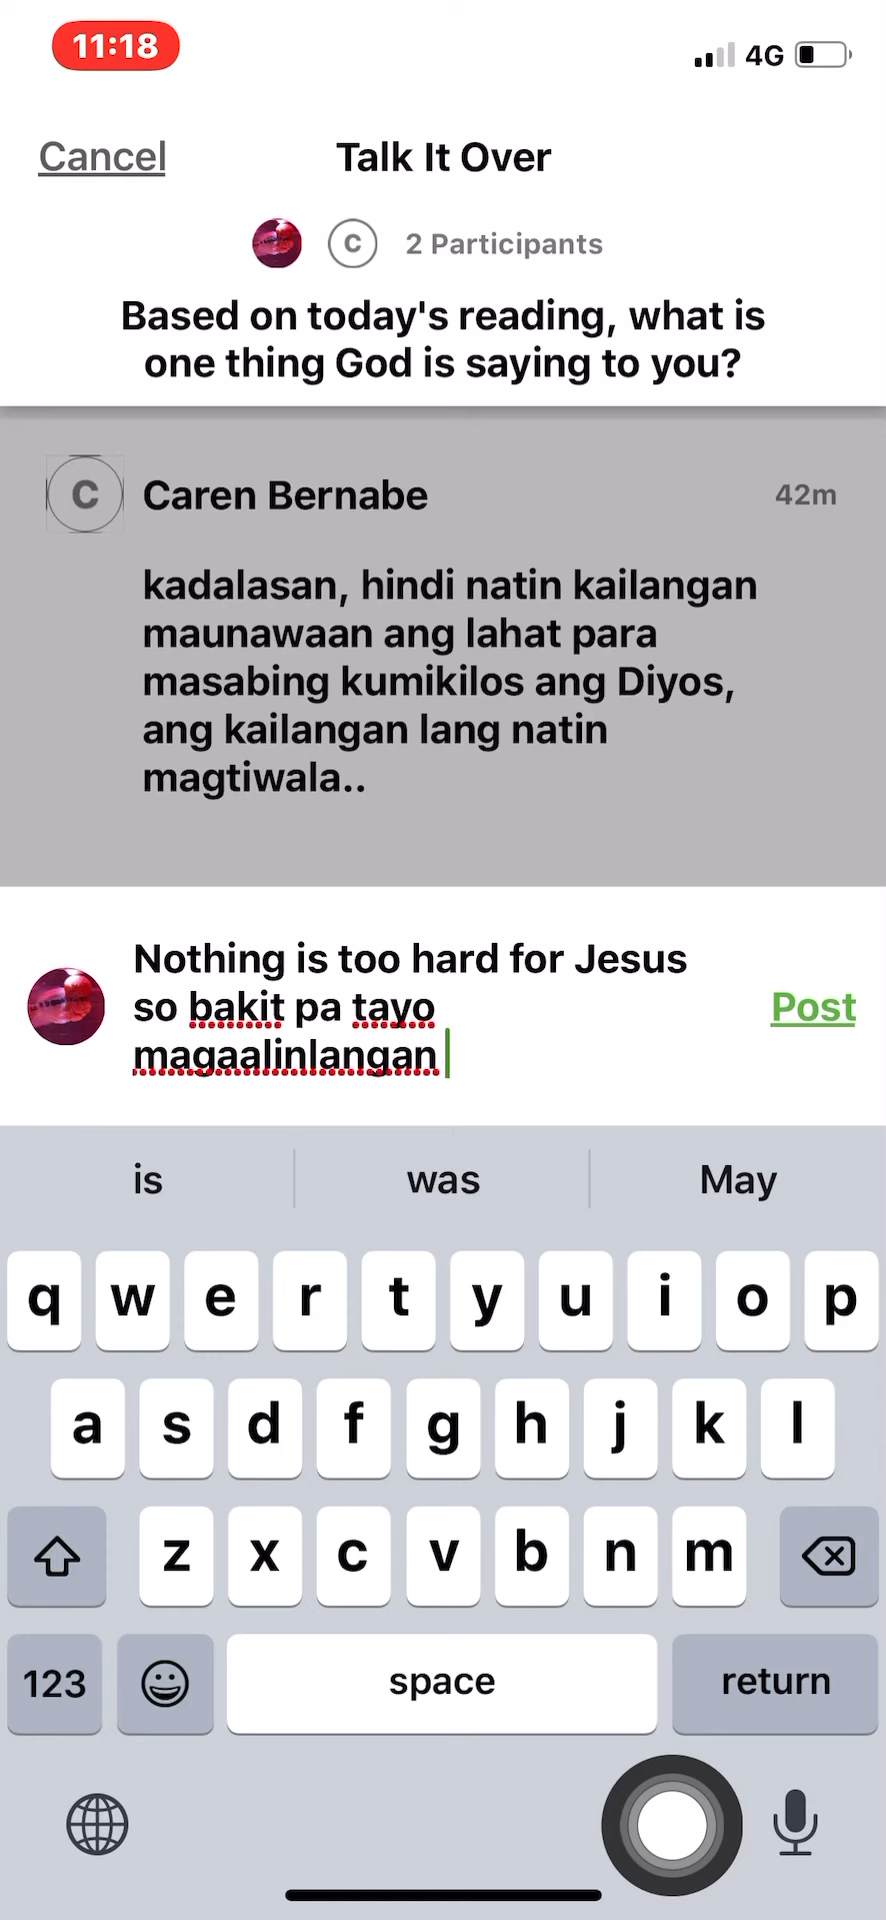 11:18
4G
Cancel
Talk It Over
C
2 Participants
Based on today's reading, what is
one thing God is saying to you?
C
Caren Bernabe
42m
kadalasan, hindi natin kailangan
maunawaan ang lahat para
masabing kumikilos ang Diyos,
ang kailangan lang natin
magtiwala..
Nothing is too hard for Jesus
so bakit pa tayo
magaalinlangan
Post
is
was
May
q w e r t y u i o p
a s d f g h j k l
z x c v b n m
123
space
return